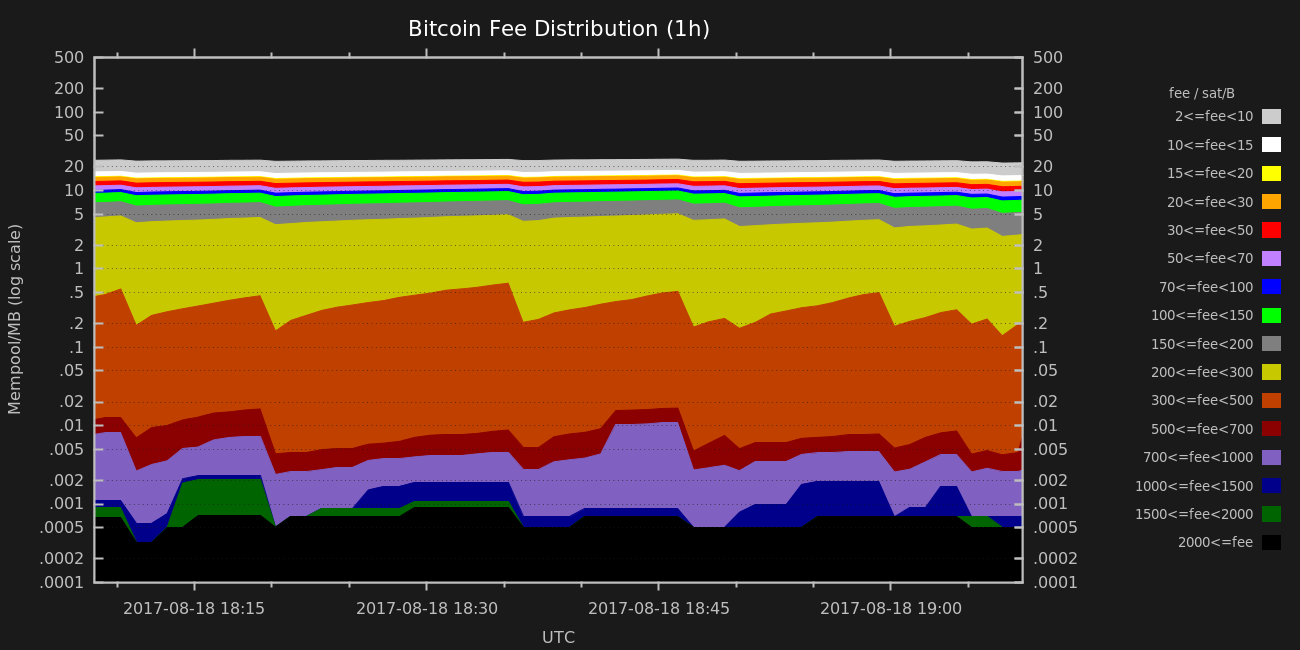 Bitcoin Fee Distribution (1h)
500
200
100
50
20
10
5
2
1
.5
.2
.1
.05
.02
.01
.005
.002
.001
.0005
.0002
.0001
Mempool/MB (log scale)
500
200
100
50
20
10
5
2
1
.5
.2
.1
.05
.02
.01
.005
.002
.001
.0005
.0002
.0001
2017-08-18 18:15
2017-08-18 18:30
2017-08-18 18:45
2017-08-18 19:00
UTC
fee / sat/B
2<=fee<10
10<=fee<15
15<=fee<20
20<=fee<30
30<=fee<50
50<=fee<70
70<=fee<100
100<=fee<150
150<=fee<200
200<=fee<300
300<=fee<500
500<=fee<700
700<=fee<1000
1000<=fee<1500
1500<=fee<2000
2000<=fee